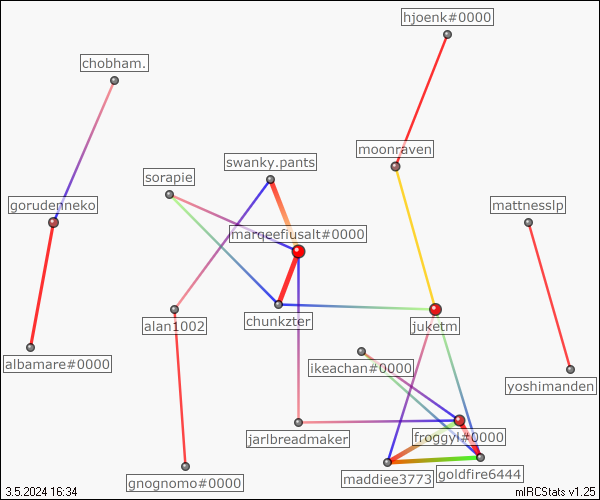 hjoenk#0000
chobham.
moonraven
swanky.pants
sorapie
gorudenneko
mattnesslp
marqeefiusalt#0000
chunkzter
alan1002
juketm
albamare#0000
ikeachan#0000
yoshimanden
jarlbreadmaker
froggyl#0000
goldfire6444
maddiee3773
gnognomo#0000
3.5.2024 16:34
mIRCStats v1.25